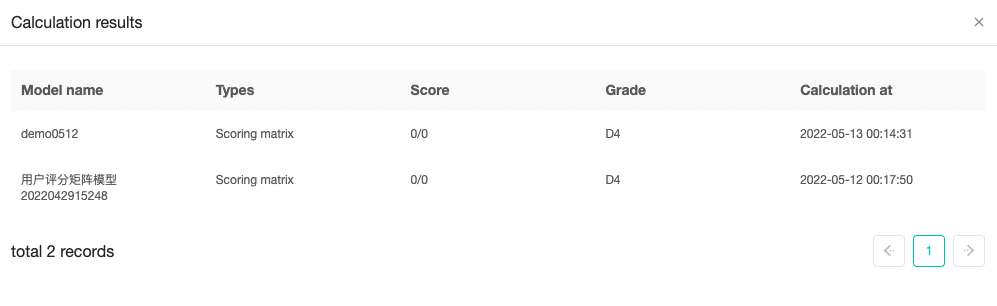 Calculation results
Model name Types Score Grade Calculation at
demo0512 Scoring matrix 0/0 D4 2022-05-13 00:14:31
用户评分矩阵模型 Scoring matrix 0/0 D4 2022-05-12 00:17:50
2022042915248
total 2 records
1